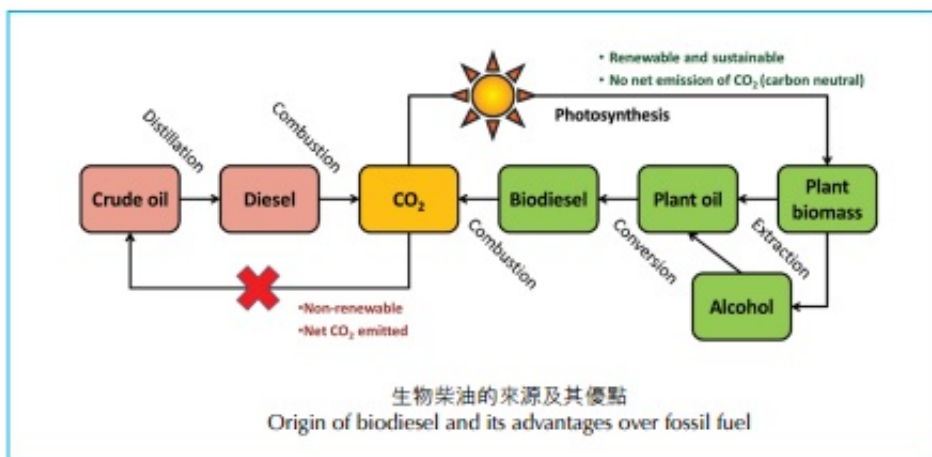 • Renewable and sustainable
• No net emission of CO₂ (carbon neutral)
Photosynthesis
Distillation
Combustion
Crude oil
Diesel
CO₂
Biodiesel
Plant oil
Plant
biomass
Combustion
Conversion
Extraction
Alcohol
•Non-renewable
•Net CO₂ emitted
生物柴油的來源及其優點
Origin of biodiesel and its advantages over fossil fuel